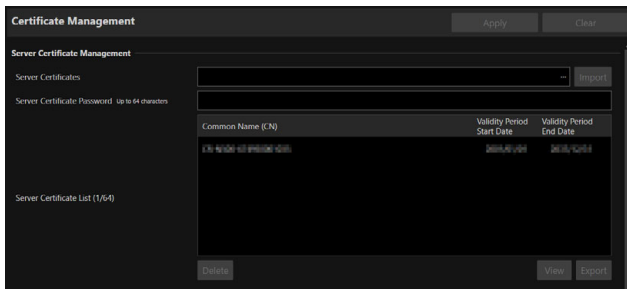 Certificate Management Apply Clear
Server Certificate Management
Server Certificates ... Import
Server Certificate Password Up to 64 characters
Common Name (CN) Validity Period Start Date Validity Period End Date
Server Certificate List (1/64)
Delete View Export